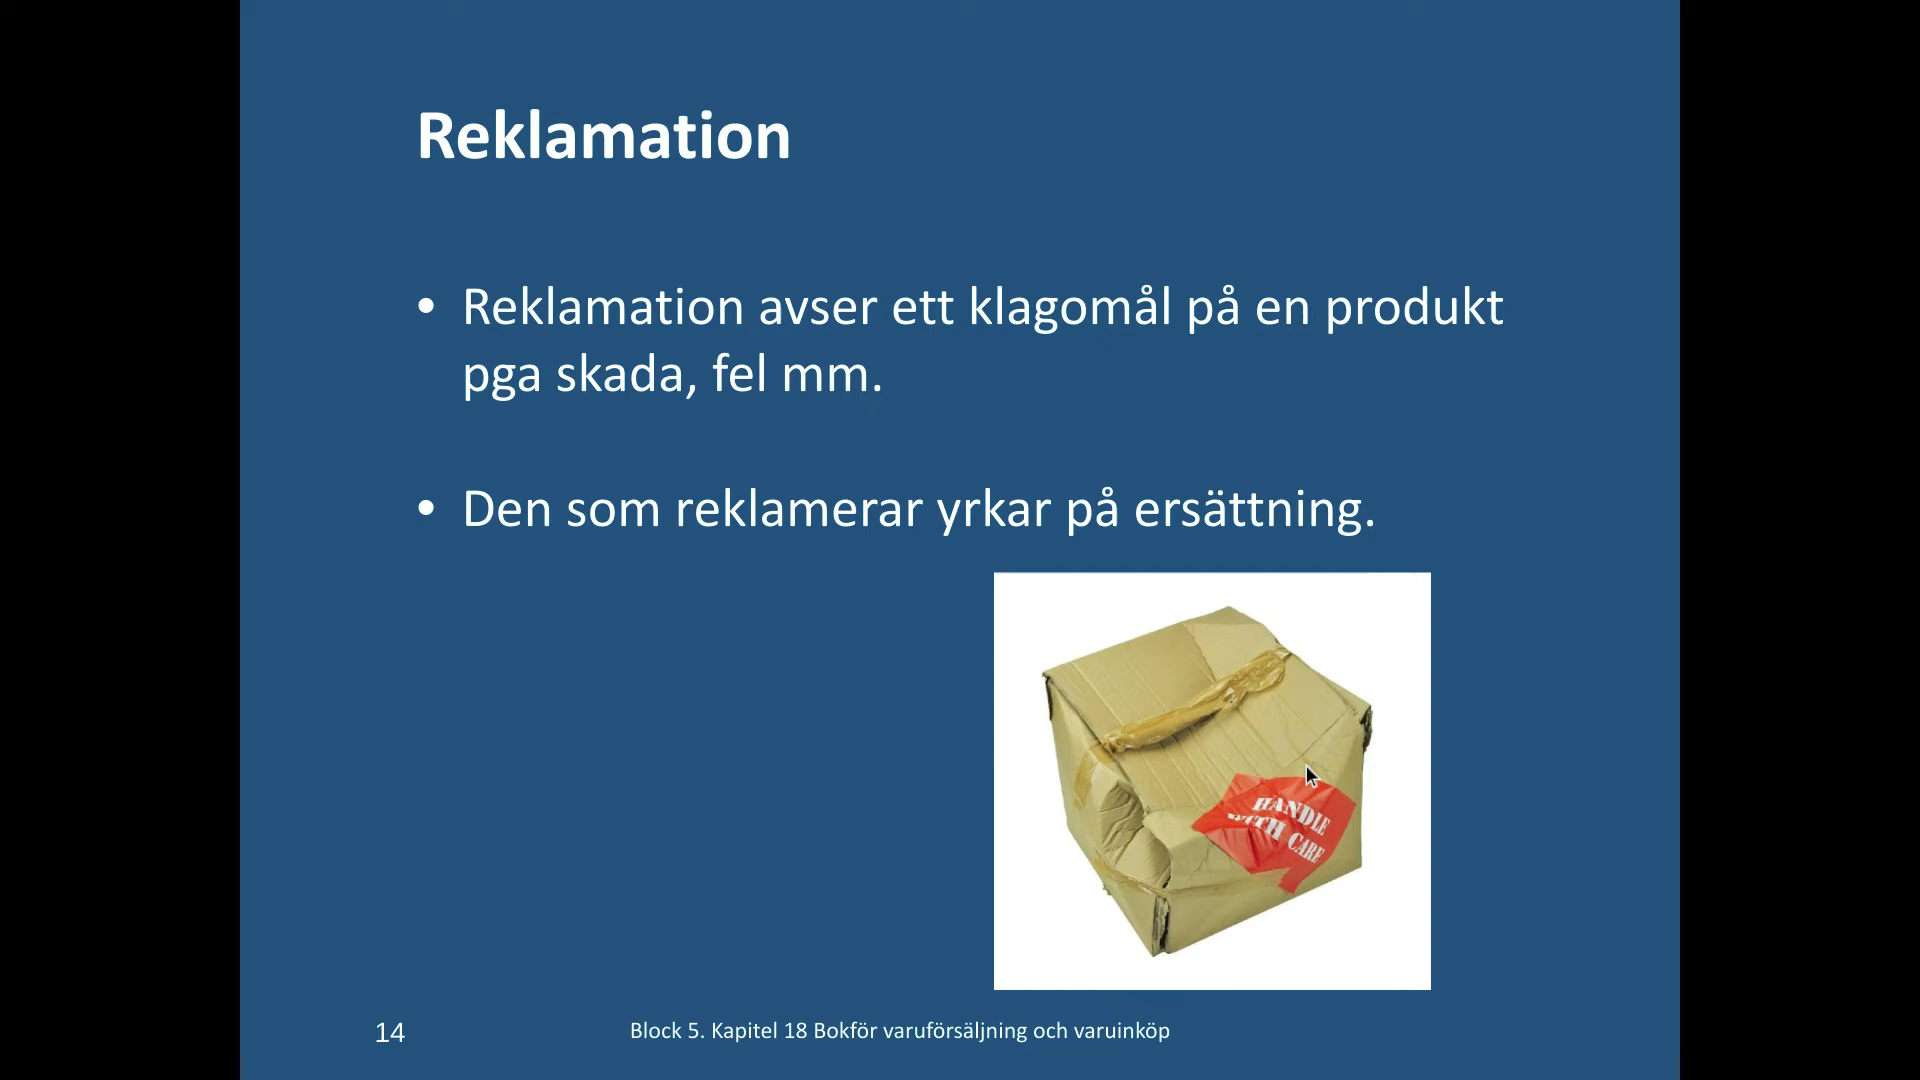 Reklamation
• Reklamation avser ett klagomål på en produkt
pga skada, fel mm.
• Den som reklamerar yrkar på ersättning.
HANDLE
WITH CARE
14
Block 5. Kapitel 18 Bokför varuförsäljning och varuinköp